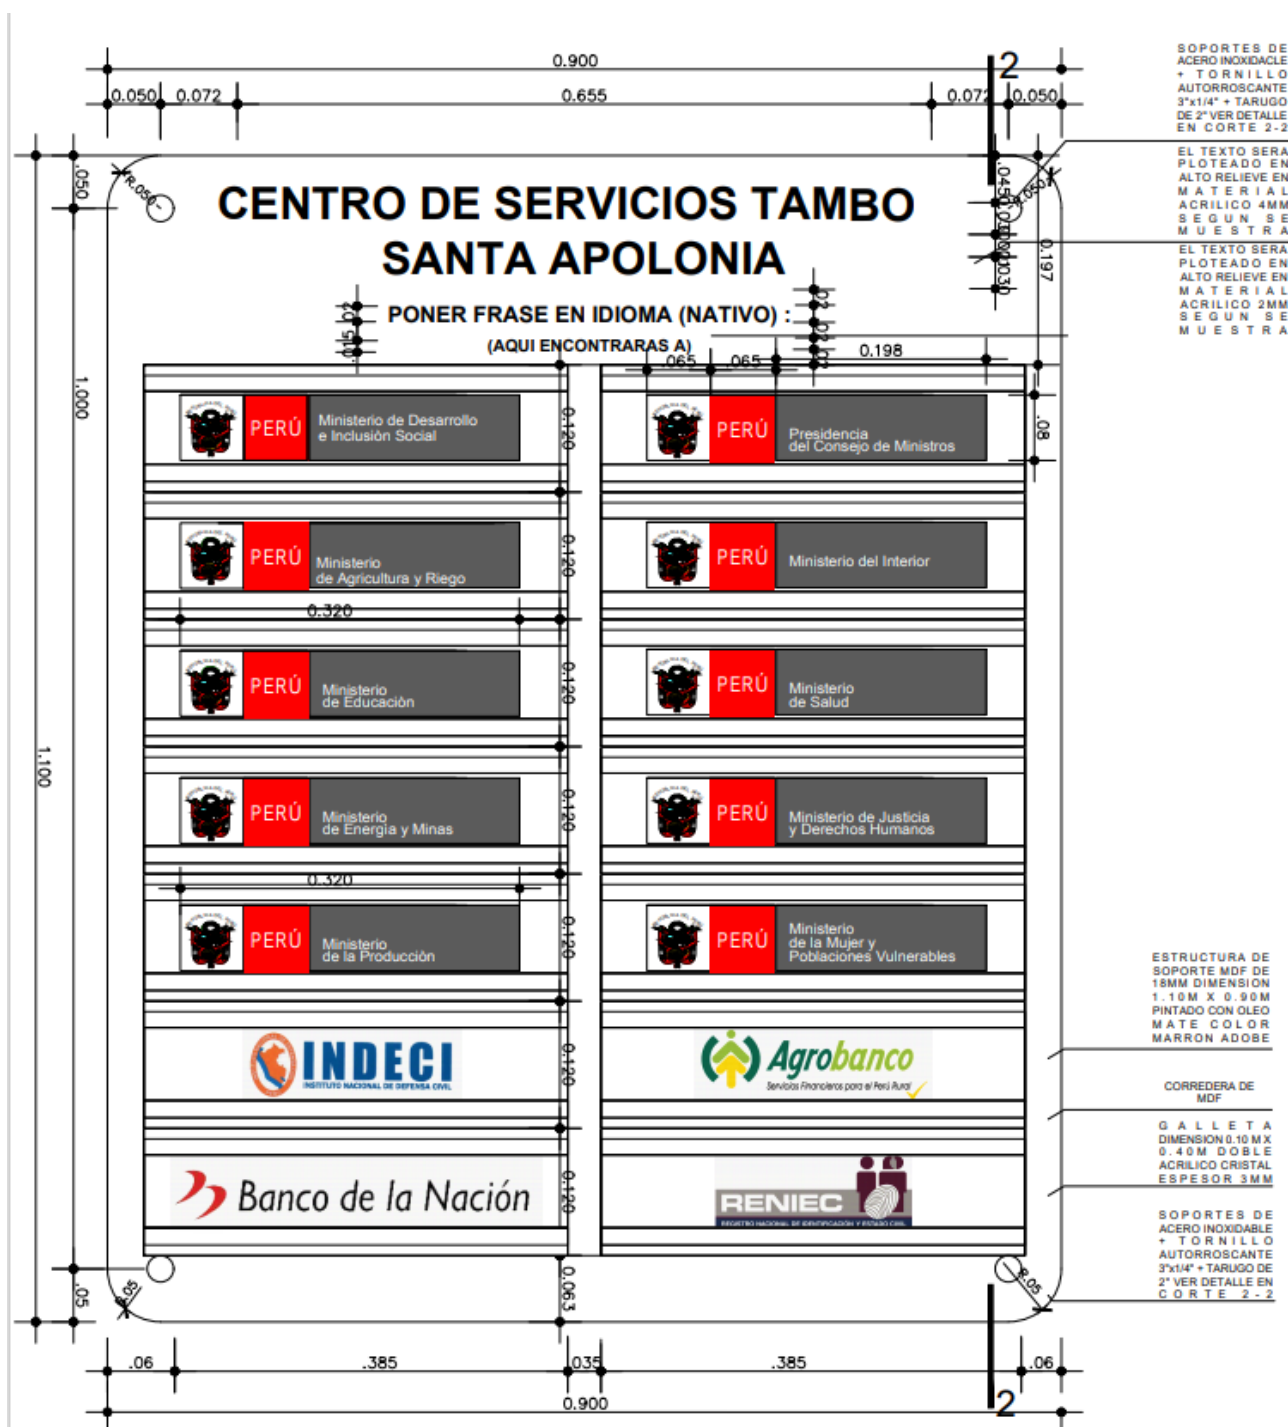 0.900
2
0.050
0.072
0.655
0.072
0.050
SOPORTES DE
ACERO INOXIDACLE
+ TORNILLO
AUTORROSCANTE
3"x1/4" + TARUGO
DE 2" VER DETALLE
EN CORTE 2-2
EL TEXTO SERA
PLOTEADO EN
ALTO RELIEVE EN
MATERIAL
ACRILICO 4MM
SEGUN SE
MUESTRA
EL TEXTO SERA
PLOTEADO EN
ALTO RELIEVE EN
MATERIAL
ACRILICO 2MM
SEGUN SE
MUESTRA
.050
R.050
R.050
CENTRO DE SERVICIOS TAMBO
SANTA APOLONIA
0.197
PONER FRASE EN IDIOMA (NATIVO) :
(AQUI ENCONTRARAS A)
.02
.015
.02
.02
.065
.065
0.198
1.000
1.100
PERÚ
Ministerio de Desarrollo
e Inclusión Social
0.120
PERÚ
Presidencia
del Consejo de Ministros
.08
PERÚ
Ministerio
de Agricultura y Riego
0.120
PERÚ
Ministerio del Interior
0.320
PERÚ
Ministerio
de Educación
0.120
PERÚ
Ministerio
de Salud
PERÚ
Ministerio
de Energía y Minas
0.120
PERÚ
Ministerio de Justicia
y Derechos Humanos
0.320
PERÚ
Ministerio
de la Producción
0.120
PERÚ
Ministerio
de la Mujer y
Poblaciones Vulnerables
INDECI
INSTITUTO NACIONAL DE DEFENSA CIVIL
0.120
Agrobanco
Servicios Financieros para el Perú Rural
Banco de la Nación
0.120
RENIEC
REGISTRO NACIONAL DE IDENTIFICACIÓN Y ESTADO CIVIL
ESTRUCTURA DE
SOPORTE MDF DE
18MM DIMENSION
1.10M X 0.90M
PINTADO CON OLEO
MATE COLOR
MARRON ADOBE
CORREDERA DE
MDF
GALLETA
DIMENSION 0.10 M X
0.40M DOBLE
ACRILICO CRISTAL
ESPESOR 3MM
SOPORTES DE
ACERO INOXIDABLE
+ TORNILLO
AUTORROSCANTE
3"x1/4" + TARUGO DE
2" VER DETALLE EN
CORTE 2-2
.05
R.05
0.063
R.05
.06
.385
.035
.385
.06
0.900
2